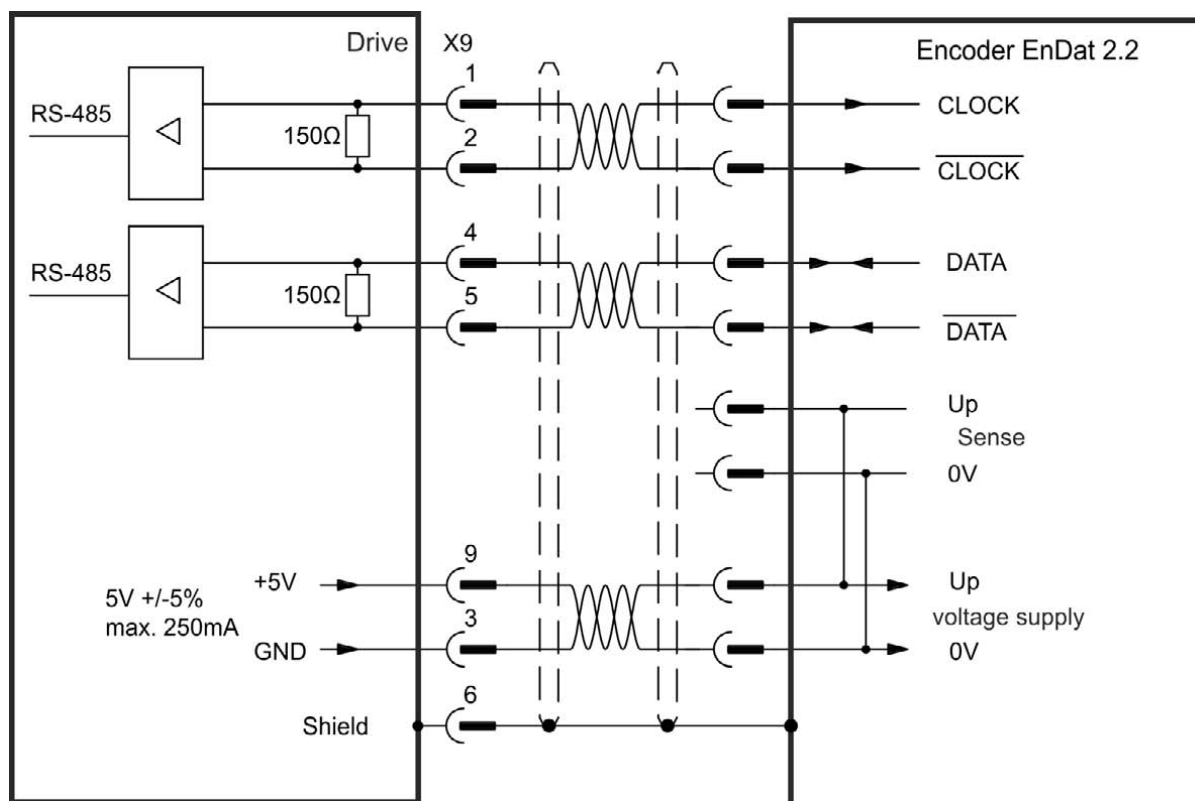 Drive
X9
Encoder EnDat 2.2
1
RS-485
150Ω
CLOCK
2
CLOCK
4
RS-485
150Ω
DATA
5
DATA
Up
Sense
0V
9
+5V
5V +/-5%
max. 250mA
Up
voltage supply
3
GND
0V
6
Shield